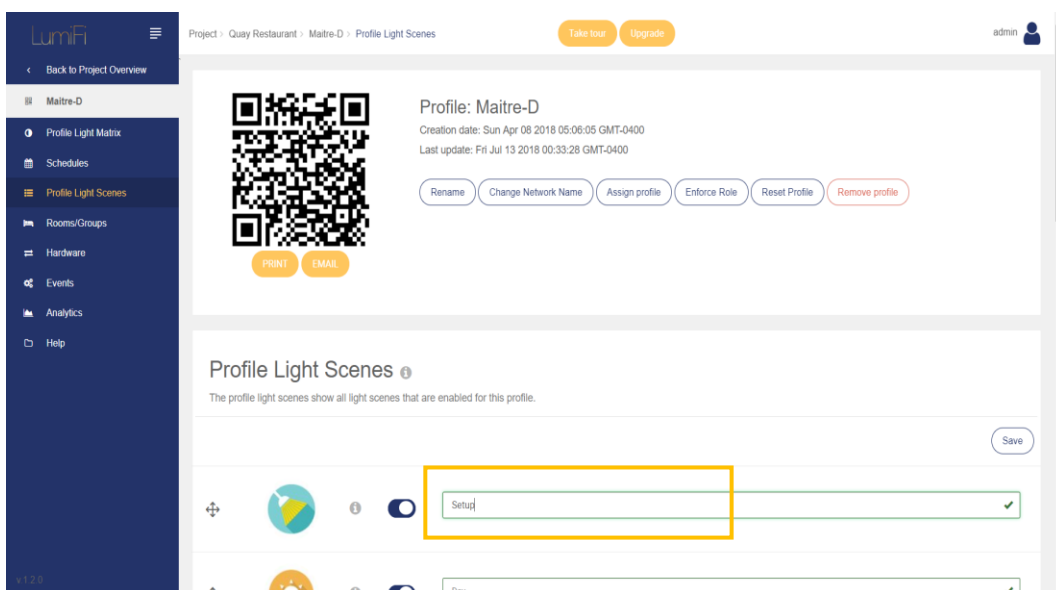 LumiFi
Project > Quay Restaurant > Maitre-D > Profile Light Scenes
Take tour
Upgrade
admin
Back to Project Overview
Maitre-D
Profile Light Matrix
Schedules
Profile Light Scenes
Rooms/Groups
Hardware
Events
Analytics
Help
v.1.2.0
Profile: Maitre-D
Creation date: Sun Apr 08 2018 05:06:05 GMT-0400
Last update: Fri Jul 13 2018 00:33:28 GMT-0400
Rename
Change Network Name
Assign profile
Enforce Role
Reset Profile
Remove profile
PRINT
EMAIL
Profile Light Scenes
The profile light scenes show all light scenes that are enabled for this profile.
Save
Setup